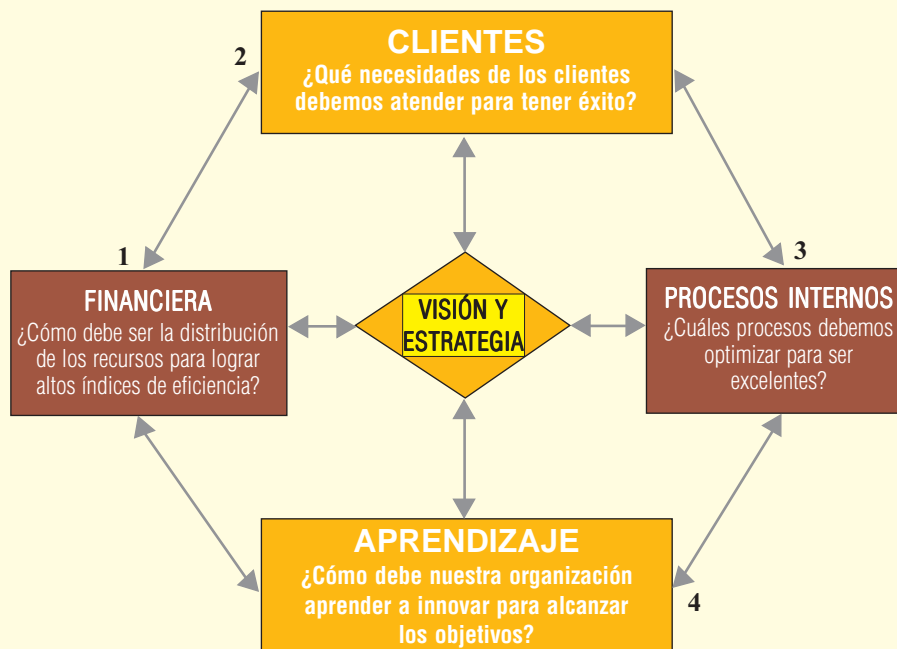 2
CLIENTES
¿Qué necesidades de los clientes
debemos atender para tener éxito?
1
FINANCIERA
¿Cómo debe ser la distribución
de los recursos para lograr
altos índices de eficiencia?
VISIÓN Y
ESTRATEGIA
3
PROCESOS INTERNOS
¿Cuáles procesos debemos
optimizar para ser
excelentes?
APRENDIZAJE
¿Cómo debe nuestra organización
aprender a innovar para alcanzar
los objetivos?
4